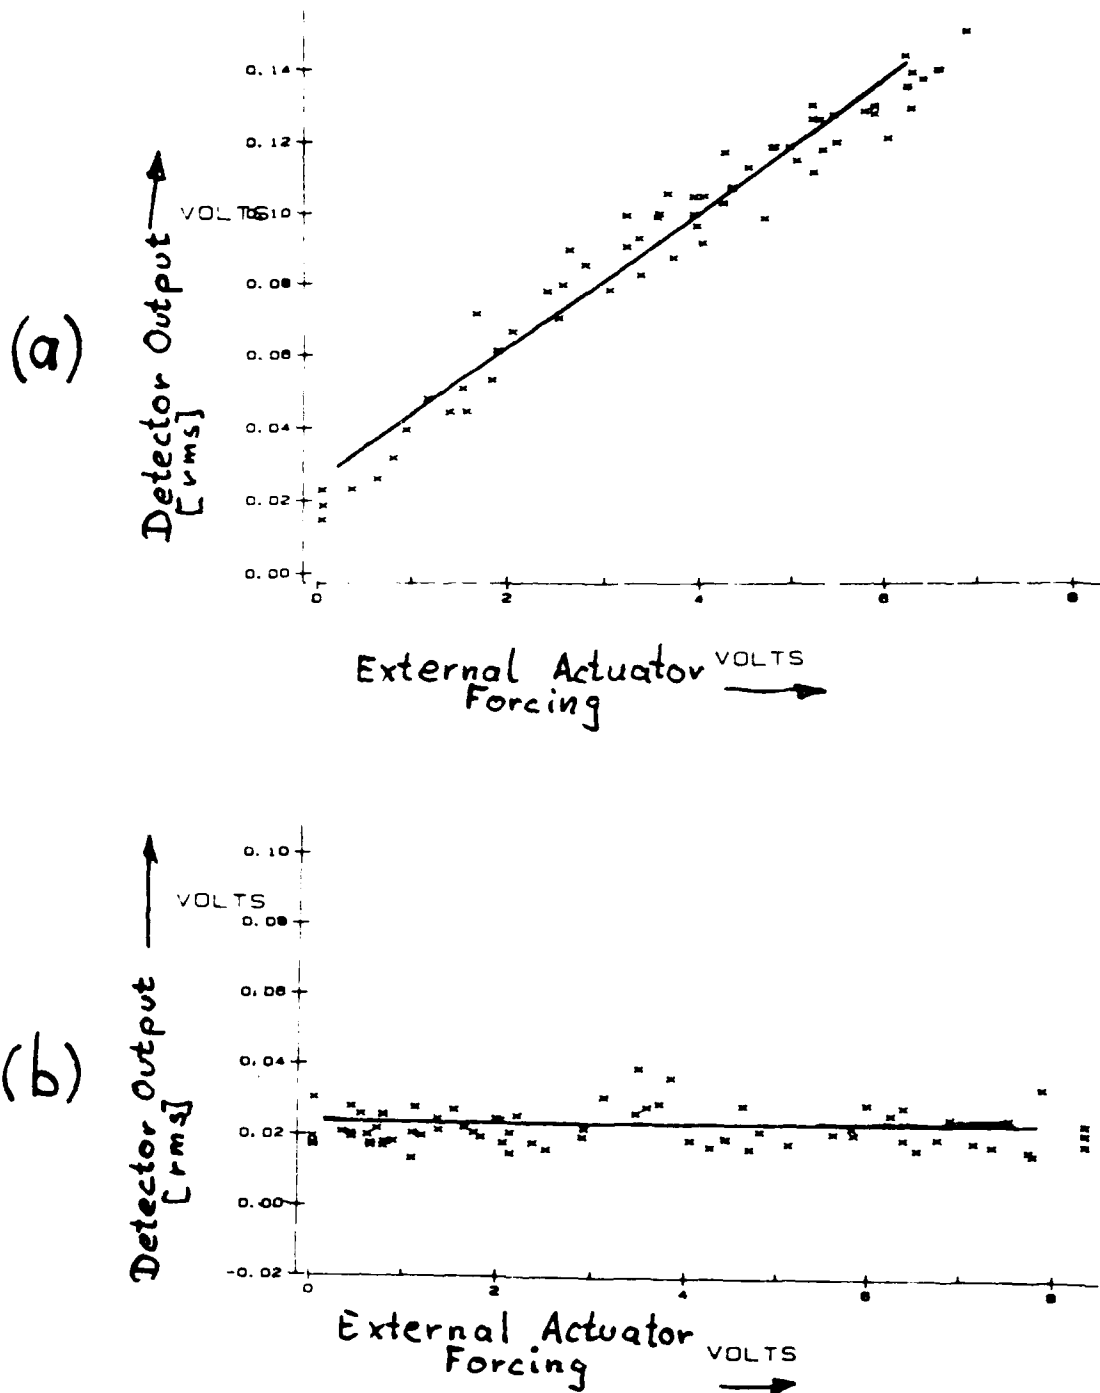 (a)
Detector Output
[rms]
VOLTS
0.14
0.12
0.10
0.08
0.06
0.04
0.02
0.00
0
2
4
6
8
External Actuator
Forcing
VOLTS
(b)
Detector Output
[rms]
VOLTS
0.10
0.08
0.06
0.04
0.02
0.00
-0.02
0
2
4
6
8
External Actuator
Forcing
VOLTS